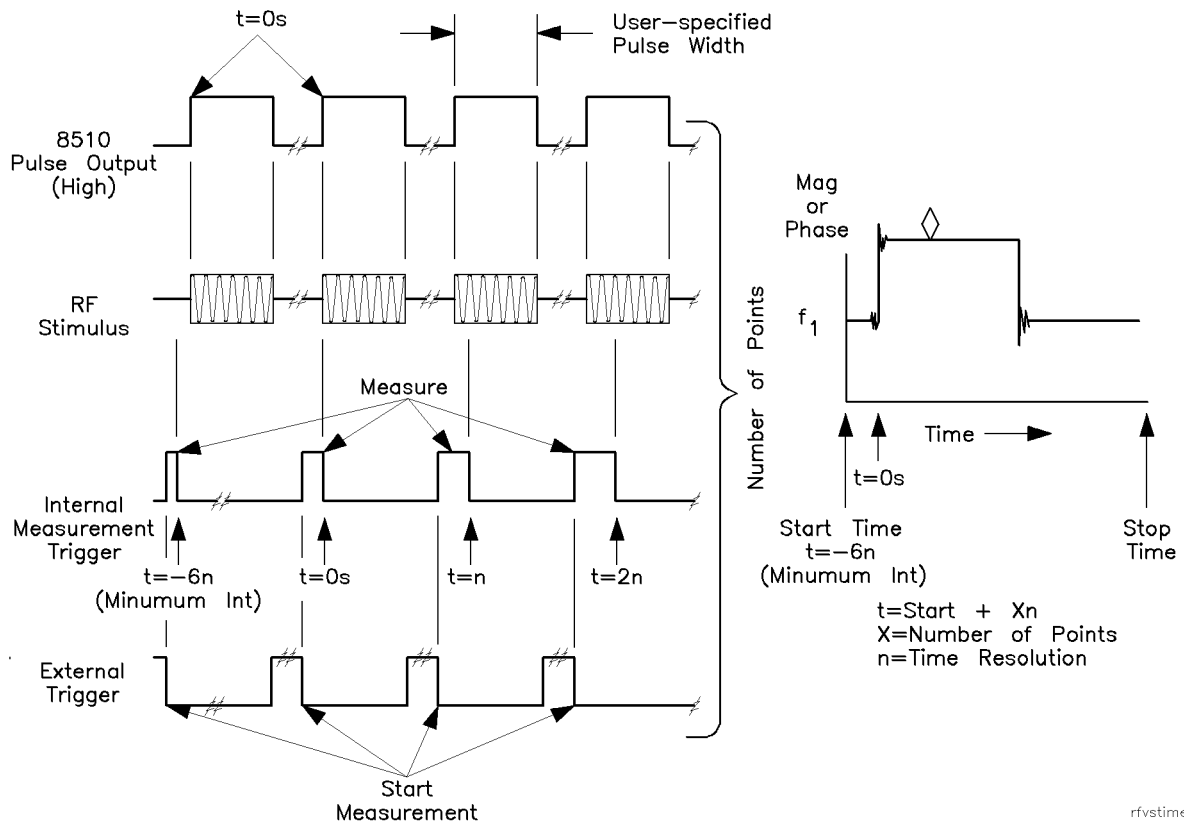 t=0s
User-specified
Pulse Width
8510
Pulse Output
(High)
RF
Stimulus
Measure
Internal
Measurement
Trigger
t=-6n
(Minumum Int)
t=0s
t=n
t=2n
External
Trigger
Start
Measurement
Number of Points
Mag
or
Phase
f1
Time
t=0s
Start Time
t=-6n
(Minimum Int)
Stop
Time
t=Start + Xn
X=Number of Points
n=Time Resolution
rfvstime